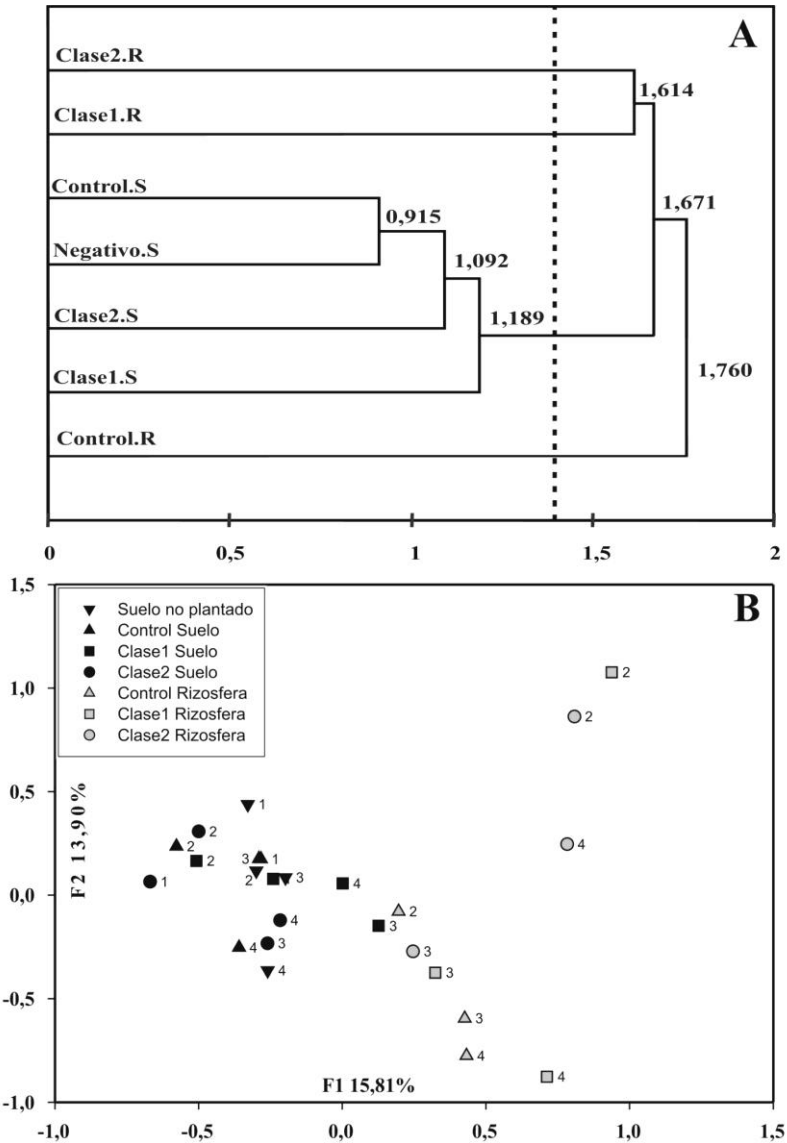 A
Clase2.R
1,614
Clase1.R
Control.S
0,915
1,671
Negativo.S
1,092
Clase2.S
1,189
Clase1.S
1,760
Control.R
0 0,5 1 1,5 2
1,5
B
Suelo no plantado
Control Suelo
Clase1 Suelo
Clase2 Suelo
Control Rizosfera
Clase1 Rizosfera
Clase2 Rizosfera
2
1,0
2
F2 13,90%
0,5
1
2
2
4
2
3 1
2 3
1
4
0,0
2
4
3
4
3
3
3
4
-0,5
3
4
4
F1 15,81%
-1,0
-1,0 -0,5 0,0 0,5 1,0 1,5